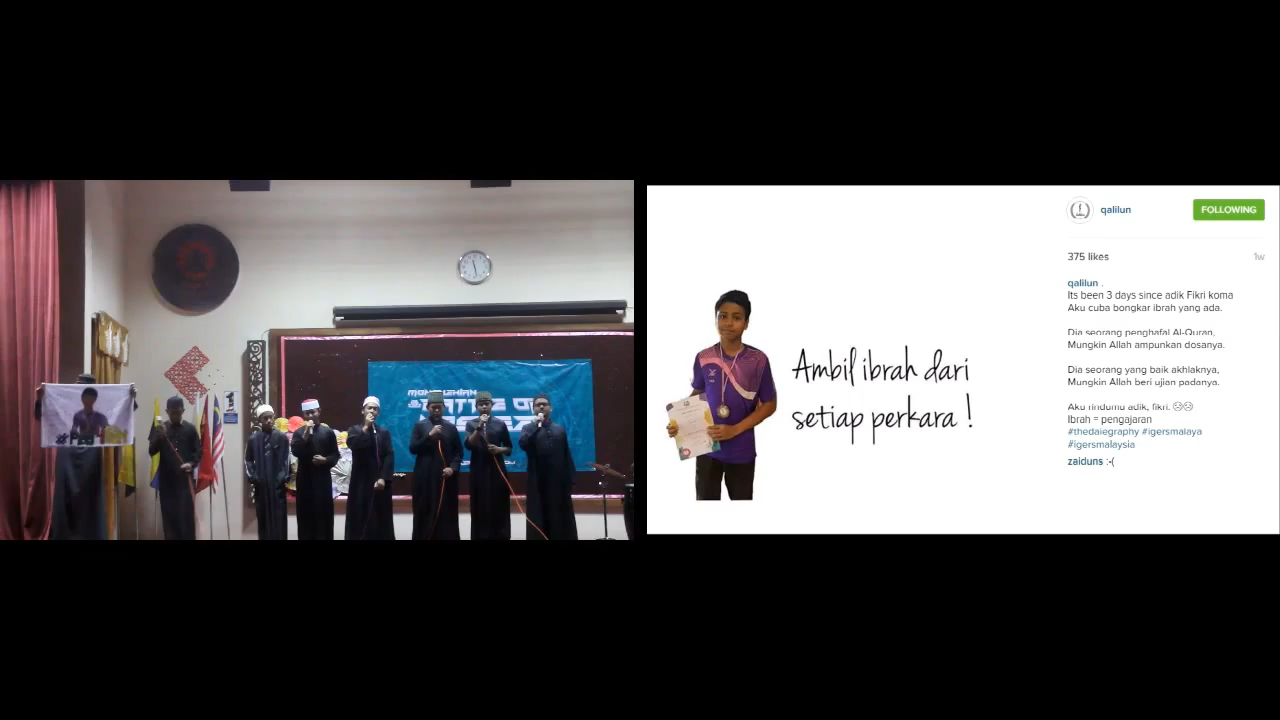 BATTLE OF
Ambil ibrah dari
setiap perkara !
qalilun
FOLLOWING
375 likes
1w
qalilun .
Its been 3 days since adik Fikri koma
Aku cuba bongkar ibrah yang ada.
Dia seorang penghafal Al-Quran,
Mungkin Allah ampunkan dosanya.
Dia seorang yang baik akhlaknya,
Mungkin Allah beri ujian padanya.
Aku rindumu adik, fikri. 😢😢
Ibrah = pengajaran
#thedaiegraphy #igersmalaya
#igersmalaysia
zaiduns :-(